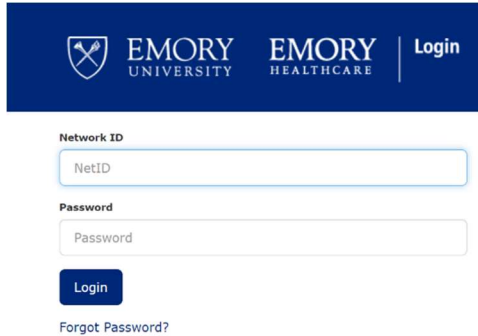 EMORY UNIVERSITY
EMORY HEALTHCARE
Login
Network ID
NetID
Password
Password
Login
Forgot Password?